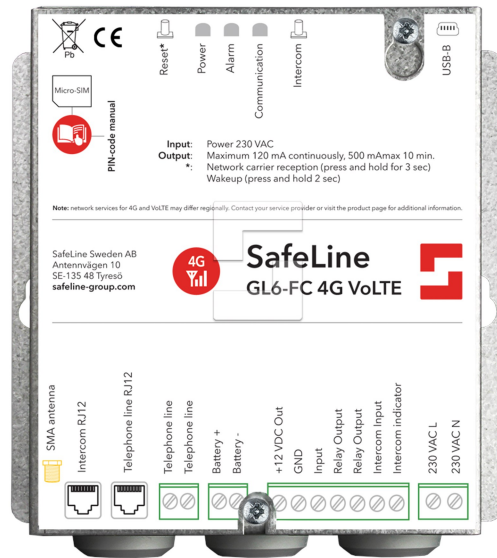 Pb
CE
Reset*
Power
Alarm
Communication
Intercom
USB-B
Micro-SIM
PIN-code manual
Input: Power 230 VAC
Output: Maximum 120 mA continuously, 500 mAmax 10 min.
*: Network carrier reception (press and hold for 3 sec)
Wakeup (press and hold 2 sec)
Note: network services for 4G and VoLTE may differ regionally. Contact your service provider or visit the product page for additional information.
SafeLine Sweden AB
Antennvägen 10
SE-135 48 Tyresö
safeline-group.com
4G
SafeLine
GL6-FC 4G VoLTE
SMA antenna
Intercom RJ12
Telephone line RJ12
Telephone line
Telephone line
Battery +
Battery -
+12 VDC Out
GND
Input
Relay Output
Relay Output
Intercom Input
Intercom indicator
230 VAC L
230 VAC N